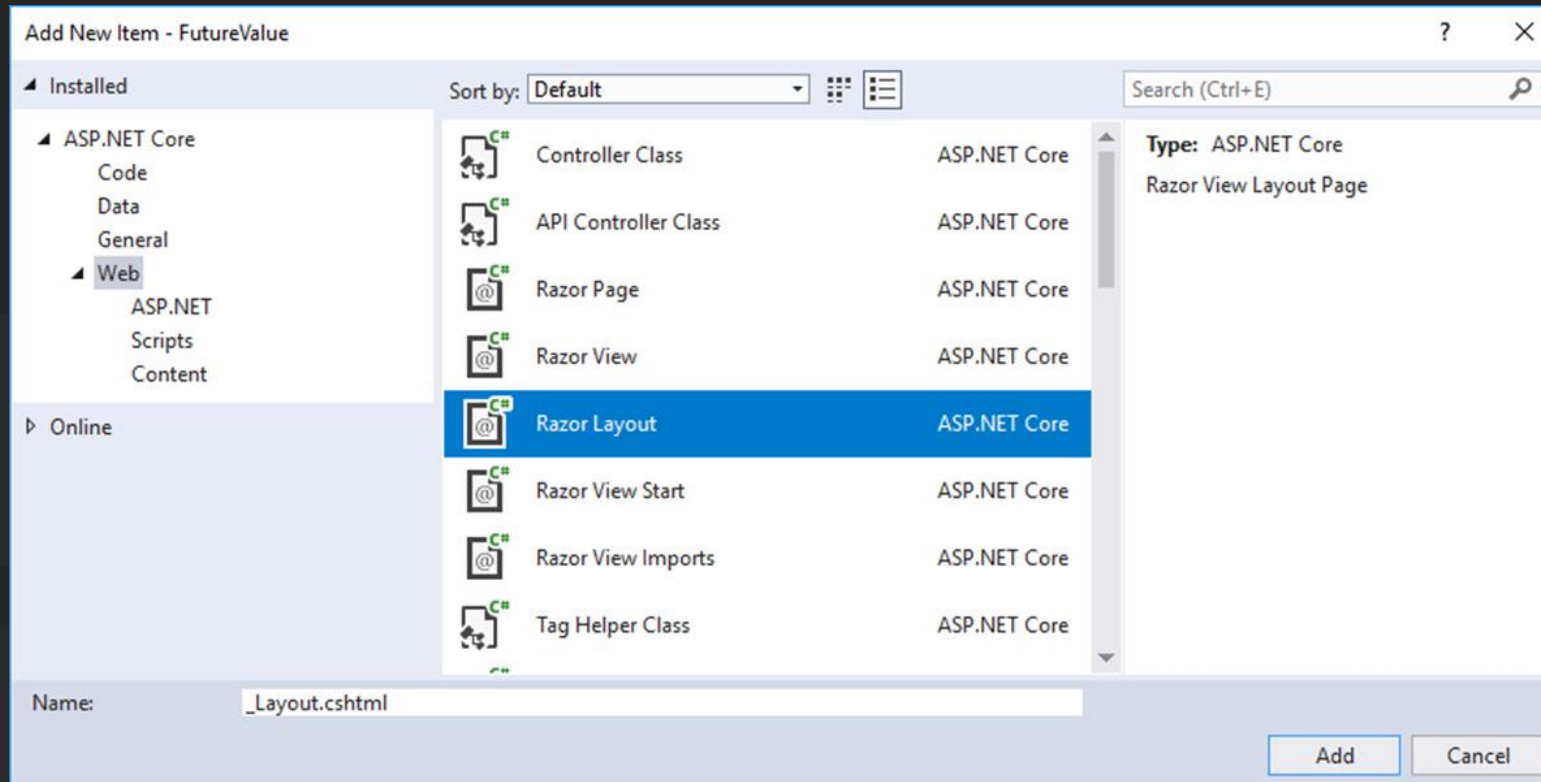 Add New Item - FutureValue
?
Installed
Sort by: Default
Search (Ctrl+E)
ASP.NET Core
Code
Data
General
Web
ASP.NET
Scripts
Content
Online
C#
Controller Class ASP.NET Core
C#
API Controller Class ASP.NET Core
C#
@ Razor Page ASP.NET Core
C#
@ Razor View ASP.NET Core
C#
@ Razor Layout ASP.NET Core
C#
@ Razor View Start ASP.NET Core
C#
@ Razor View Imports ASP.NET Core
C#
Tag Helper Class ASP.NET Core
Type: ASP.NET Core
Razor View Layout Page
Name: _Layout.cshtml
Add Cancel